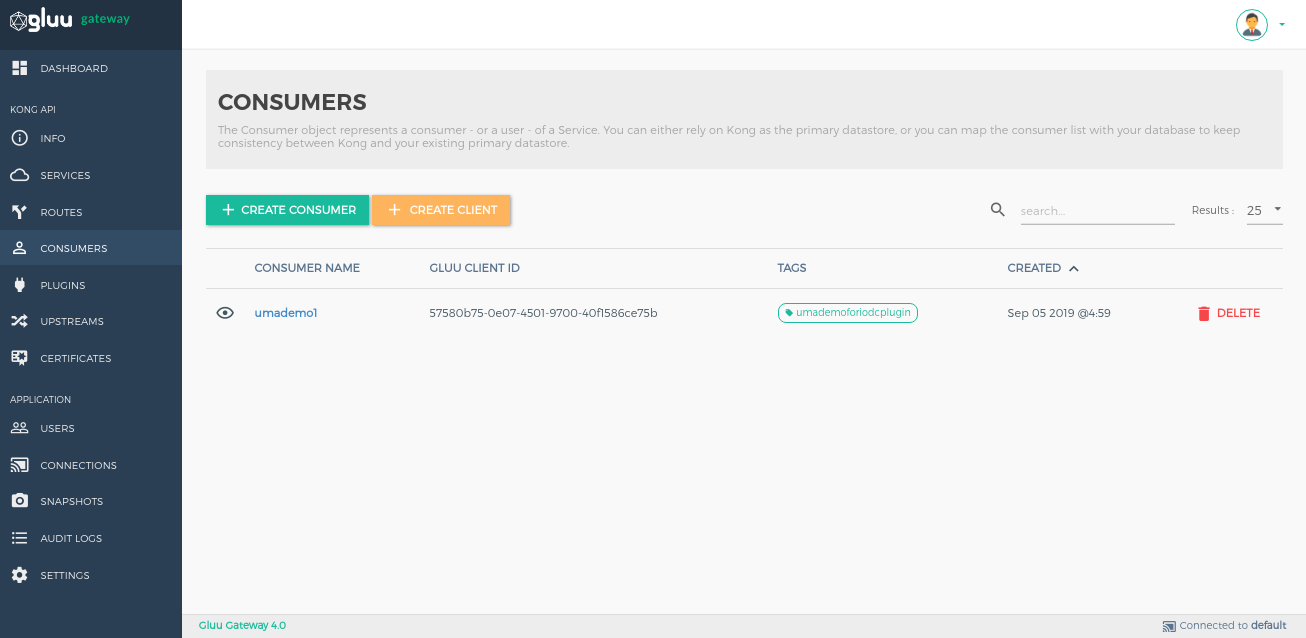 gluu gateway
DASHBOARD
KONG API
INFO
SERVICES
ROUTES
CONSUMERS
PLUGINS
UPSTREAMS
CERTIFICATES
APPLICATION
USERS
CONNECTIONS
SNAPSHOTS
AUDIT LOGS
SETTINGS
CONSUMERS
The Consumer object represents a consumer - or a user - of a Service. You can either rely on Kong as the primary datastore, or you can map the consumer list with your database to keep
consistency between Kong and your existing primary datastore.
CREATE CONSUMER CREATE CLIENT search... Results : 25
CONSUMER NAME GLUU CLIENT ID TAGS CREATED
umademo1 57580b75-0e07-4501-9700-40f1586ce75b umademoforiodcplugin Sep 05 2019 @4:59 DELETE
Gluu Gateway 4.0 Connected to default